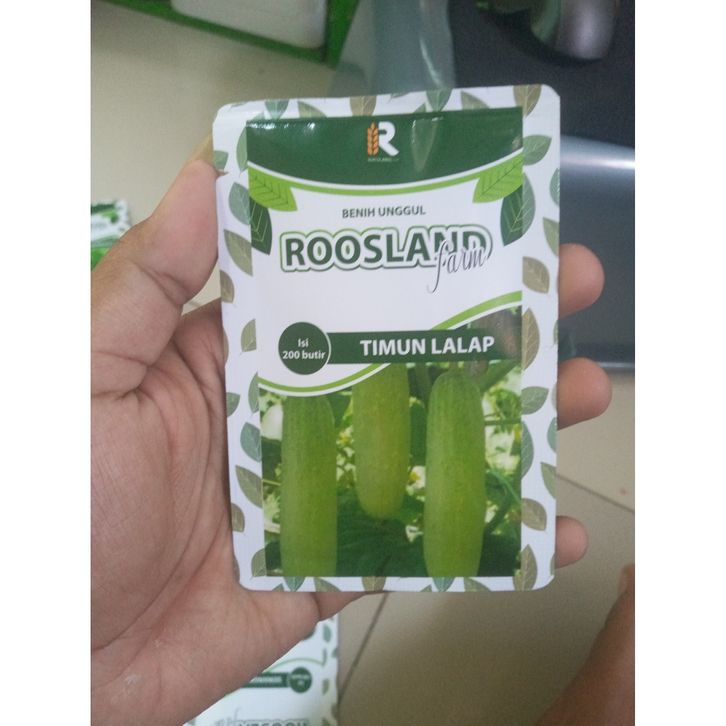 R
BENIH UNGGUL
ROOSLAND
farm
Isi
200 butir
TIMUN LALAP